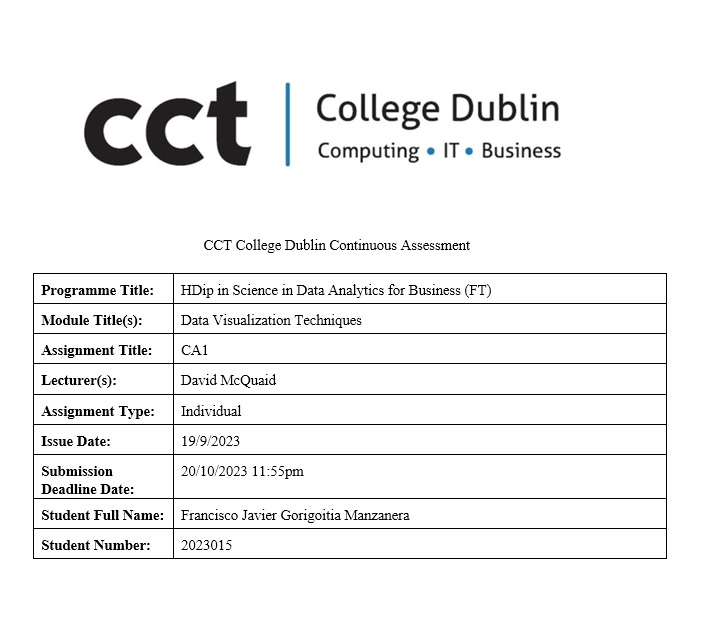 cct
College Dublin
Computing • IT • Business
CCT College Dublin Continuous Assessment
Programme Title: HDip in Science in Data Analytics for Business (FT)
Module Title(s): Data Visualization Techniques
Assignment Title: CA1
Lecturer(s): David McQuaid
Assignment Type: Individual
Issue Date: 19/9/2023
Submission 20/10/2023 11:55pm
Deadline Date:
Student Full Name: Francisco Javier Gorigoitia Manzanera
Student Number: 2023015